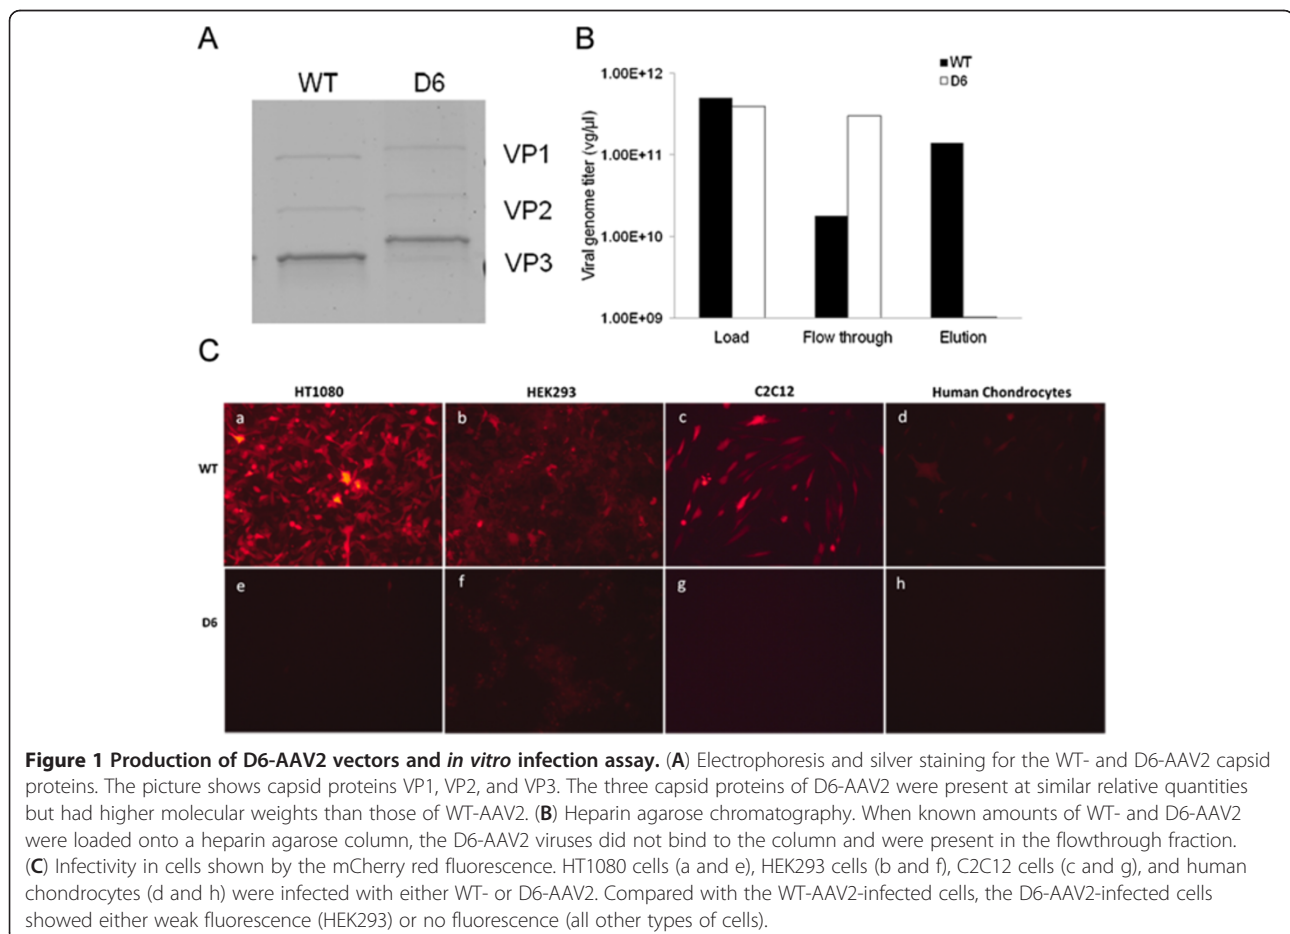 A
WT D6
VP1
VP2
VP3
B
WT
D6
Viral genome titer (vg/µl)
1.00E+12
1.00E+11
1.00E+10
1.00E+09
Load Flow through Elution
C
HT1080 HEK293 C2C12 Human Chondrocytes
WT
a b c d
D6
e f g h
Figure 1 Production of D6-AAV2 vectors and in vitro infection assay. (A) Electrophoresis and silver staining for the WT- and D6-AAV2 capsid
proteins. The picture shows capsid proteins VP1, VP2, and VP3. The three capsid proteins of D6-AAV2 were present at similar relative quantities
but had higher molecular weights than those of WT-AAV2. (B) Heparin agarose chromatography. When known amounts of WT- and D6-AAV2
were loaded onto a heparin agarose column, the D6-AAV2 viruses did not bind to the column and were present in the flowthrough fraction.
(C) Infectivity in cells shown by the mCherry red fluorescence. HT1080 cells (a and e), HEK293 cells (b and f), C2C12 cells (c and g), and human
chondrocytes (d and h) were infected with either WT- or D6-AAV2. Compared with the WT-AAV2-infected cells, the D6-AAV2-infected cells
showed either weak fluorescence (HEK293) or no fluorescence (all other types of cells).